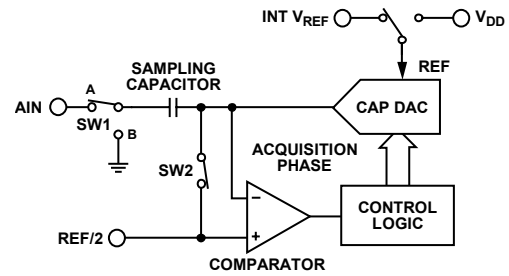 INT VREF
VDD
REF
SAMPLING
CAPACITOR
A
AIN
CAP DAC
SW1
B
ACQUISITION
PHASE
SW2
−
CONTROL
LOGIC
REF/2
+
COMPARATOR